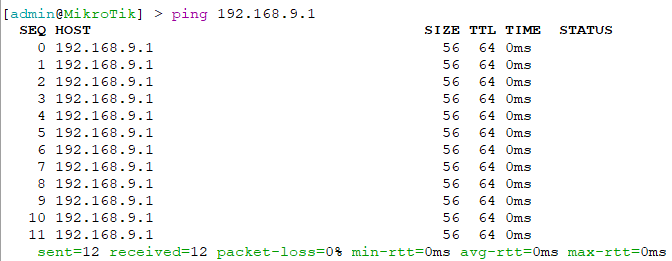 [admin@MikroTik] > ping 192.168.9.1
SEQ HOST SIZE TTL TIME STATUS
0 192.168.9.1 56 64 0ms
1 192.168.9.1 56 64 0ms
2 192.168.9.1 56 64 0ms
3 192.168.9.1 56 64 0ms
4 192.168.9.1 56 64 0ms
5 192.168.9.1 56 64 0ms
6 192.168.9.1 56 64 0ms
7 192.168.9.1 56 64 0ms
8 192.168.9.1 56 64 0ms
9 192.168.9.1 56 64 0ms
10 192.168.9.1 56 64 0ms
11 192.168.9.1 56 64 0ms
sent=12 received=12 packet-loss=0% min-rtt=0ms avg-rtt=0ms max-rtt=0ms